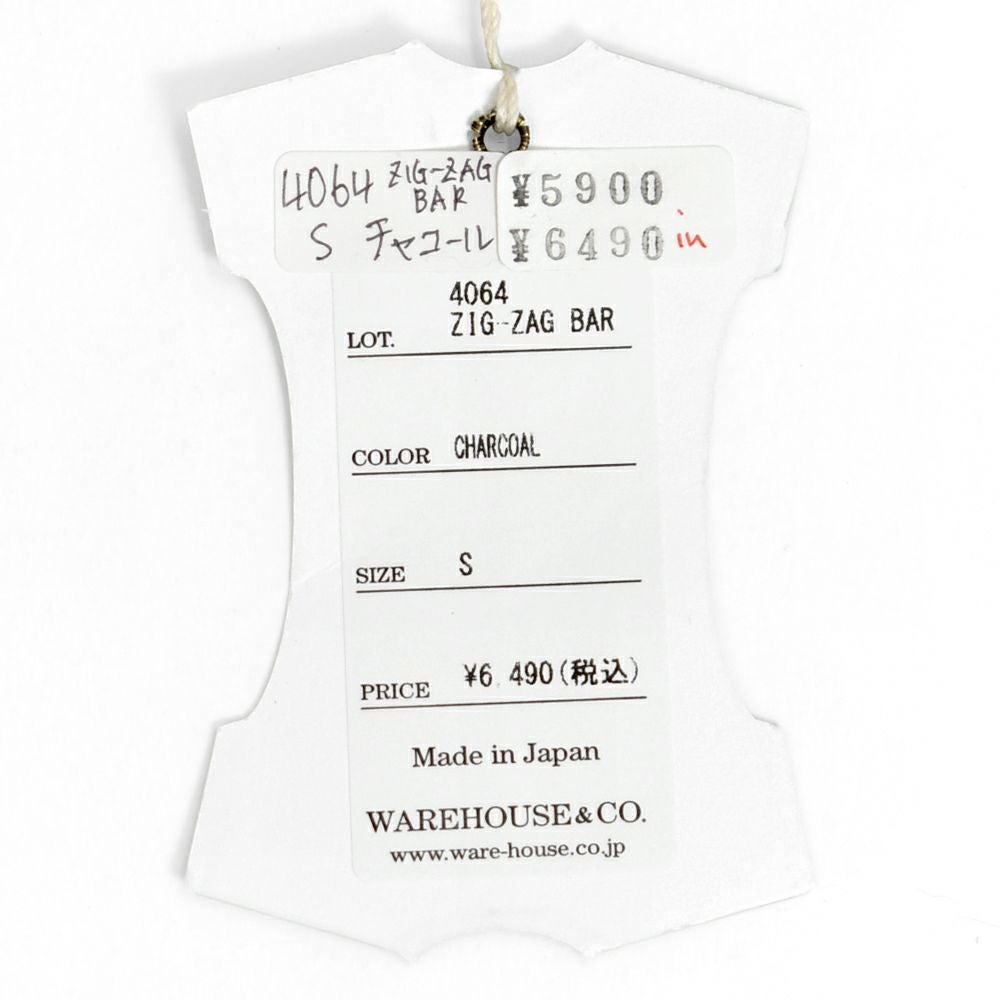 4064 ZIG-ZAG BAR
S チャコール
¥5900
¥6490 in
4064
LOT. ZIG-ZAG BAR
COLOR CHARCOAL
SIZE S
PRICE ¥6,490(税込)
Made in Japan
WAREHOUSE&CO.
www.ware-house.co.jp